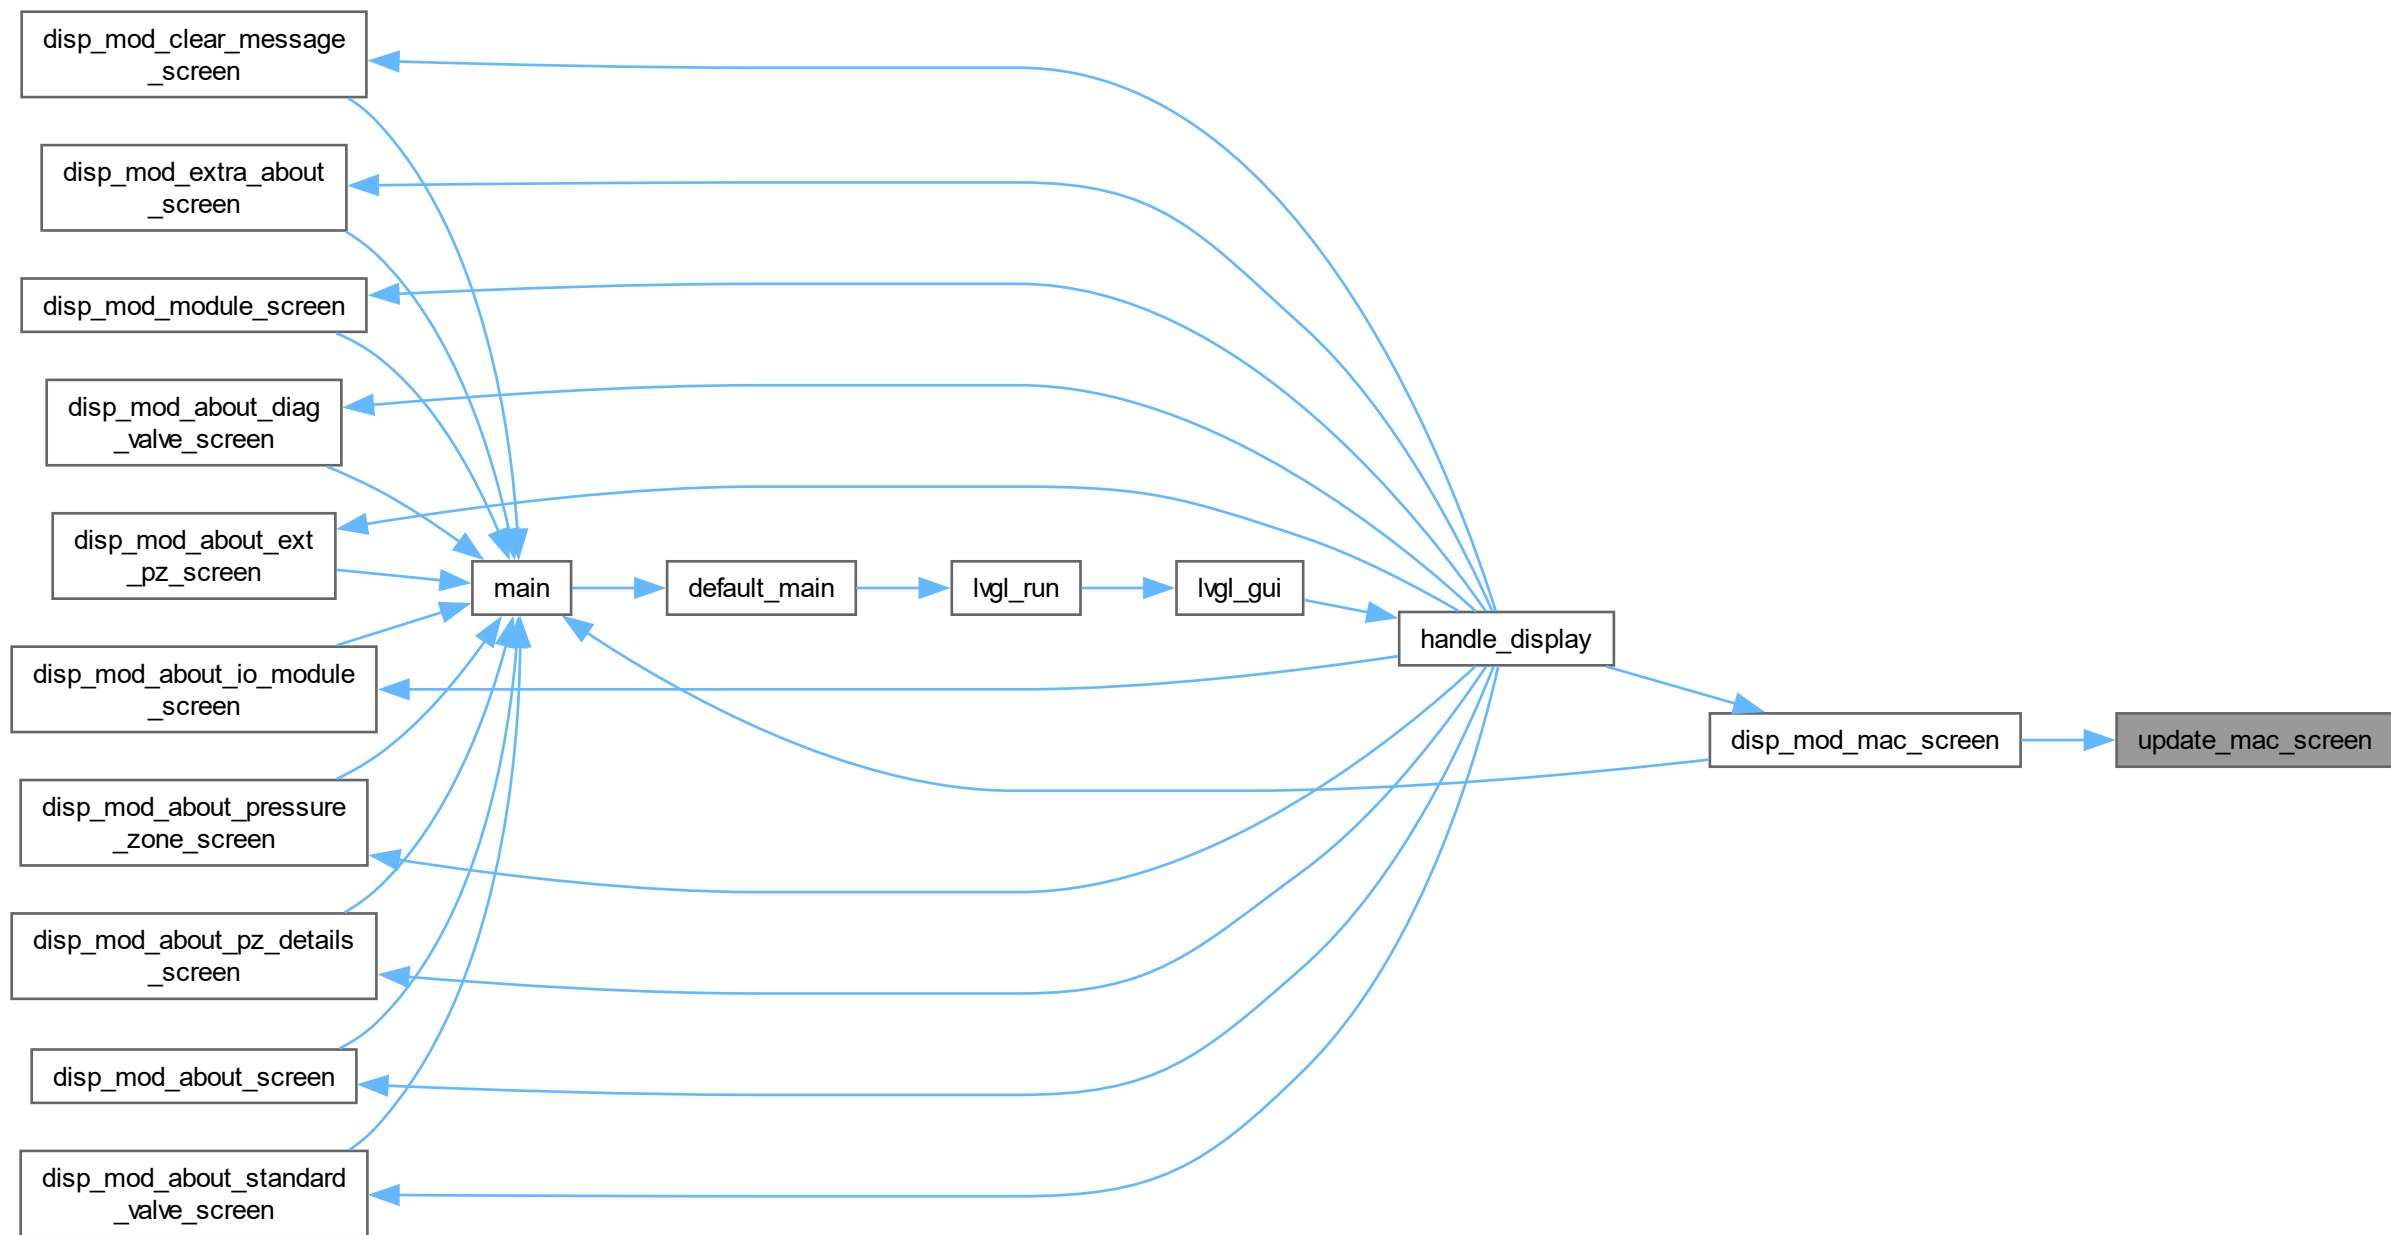 disp_mod_clear_message
_screen
disp_mod_extra_about
_screen
disp_mod_module_screen
disp_mod_about_diag
_valve_screen
disp_mod_about_ext
_pz_screen
disp_mod_about_io_module
_screen
disp_mod_about_pressure
_zone_screen
disp_mod_about_pz_details
_screen
disp_mod_about_screen
disp_mod_about_standard
_valve_screen
main
default_main
lvgl_run
lvgl_gui
handle_display
disp_mod_mac_screen
update_mac_screen